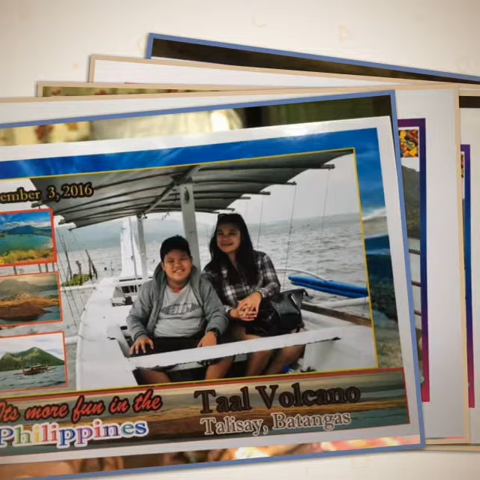 ember 3, 2016
Its more fun in the
Philippines
Taal Volcano
Talisay, Batangas